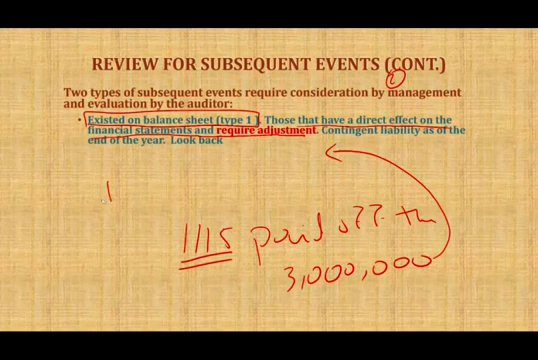 REVIEW FOR SUBSEQUENT EVENTS (CONT.)
Two types of subsequent events require consideration by management
and evaluation by the auditor:
• Existed on balance sheet (type 1). Those that have a direct effect on the
financial statements and require adjustment. Contingent liability as of the
end of the year. Look back
1
1115 paid off the
3,000,000